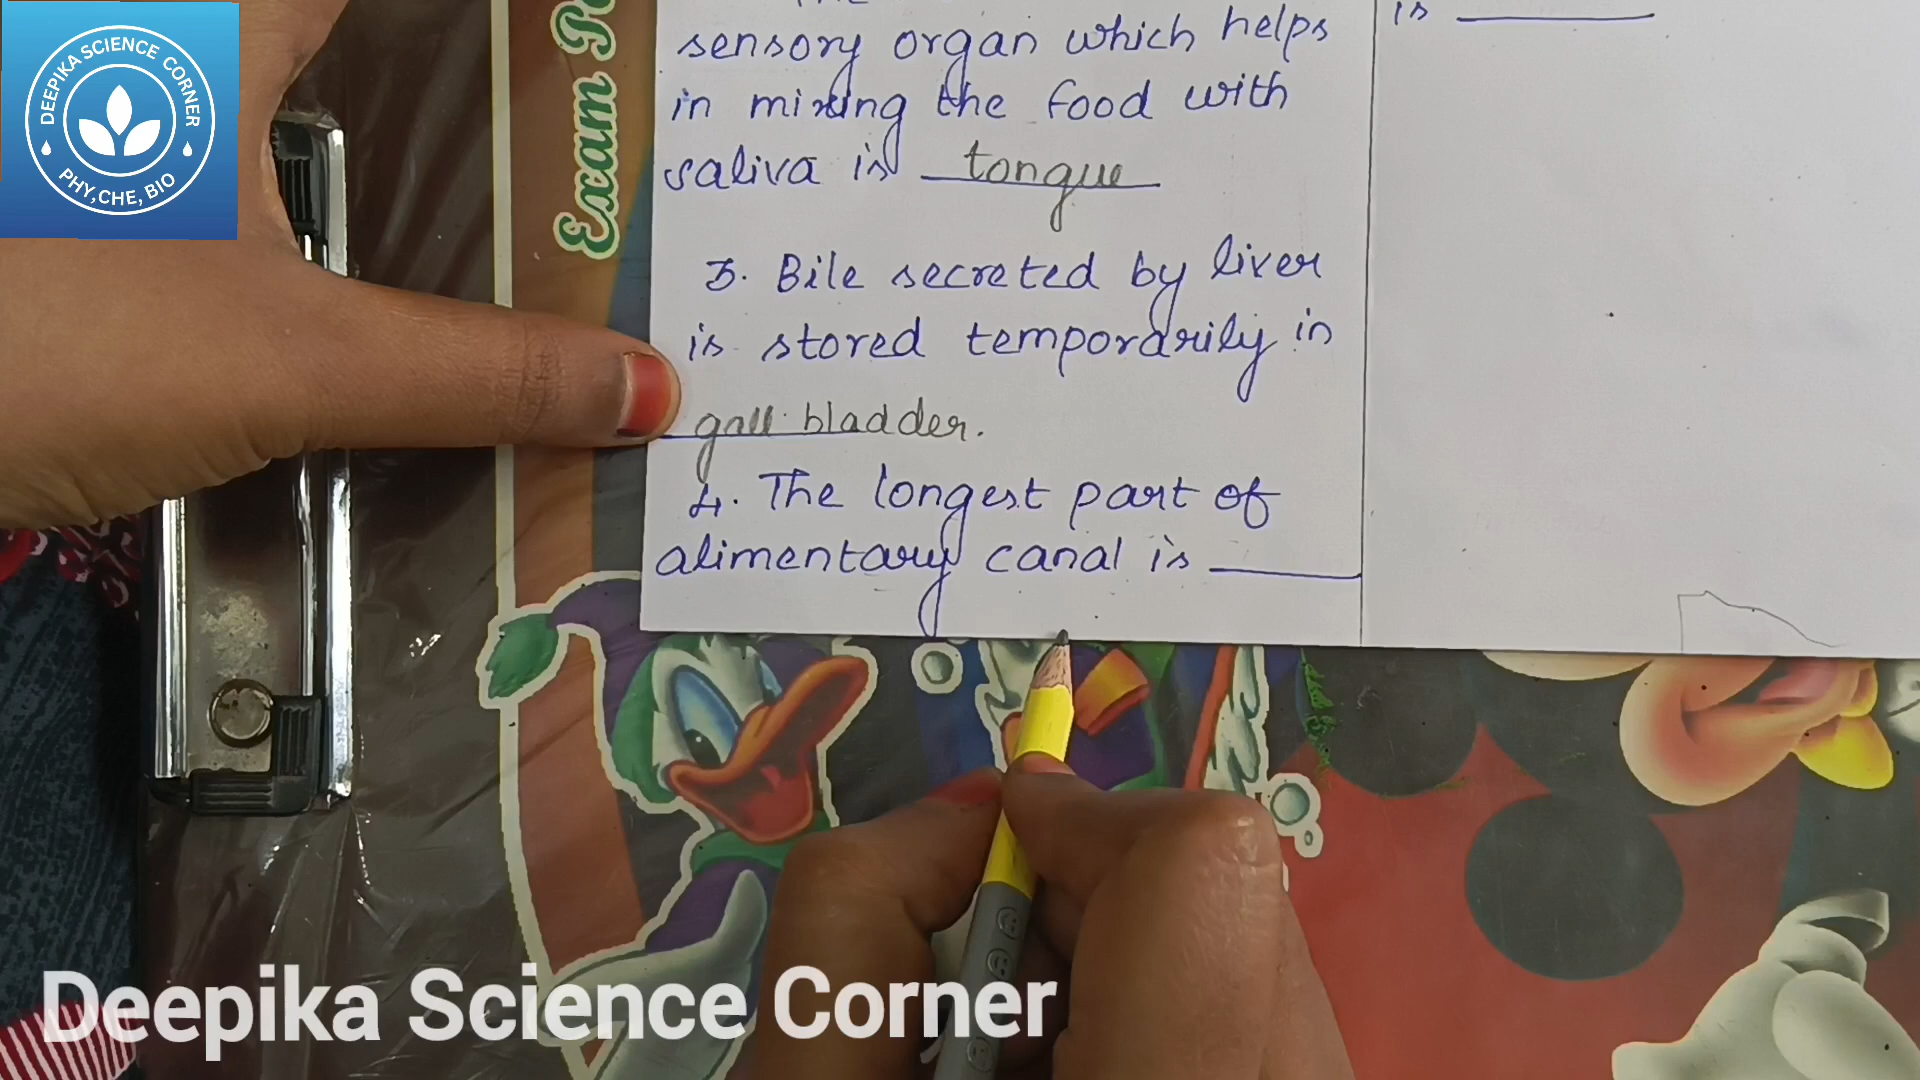 DEEPIKA SCIENCE CORNER
PHY,CHE, BIO
Exam
sensory organ which helps
in mixing the food with
saliva is tongue
3. Bile secreted by liver
is stored temporarily in
gall bladder.
4. The longest part of
alimentary canal is
is
Deepika Science Corner